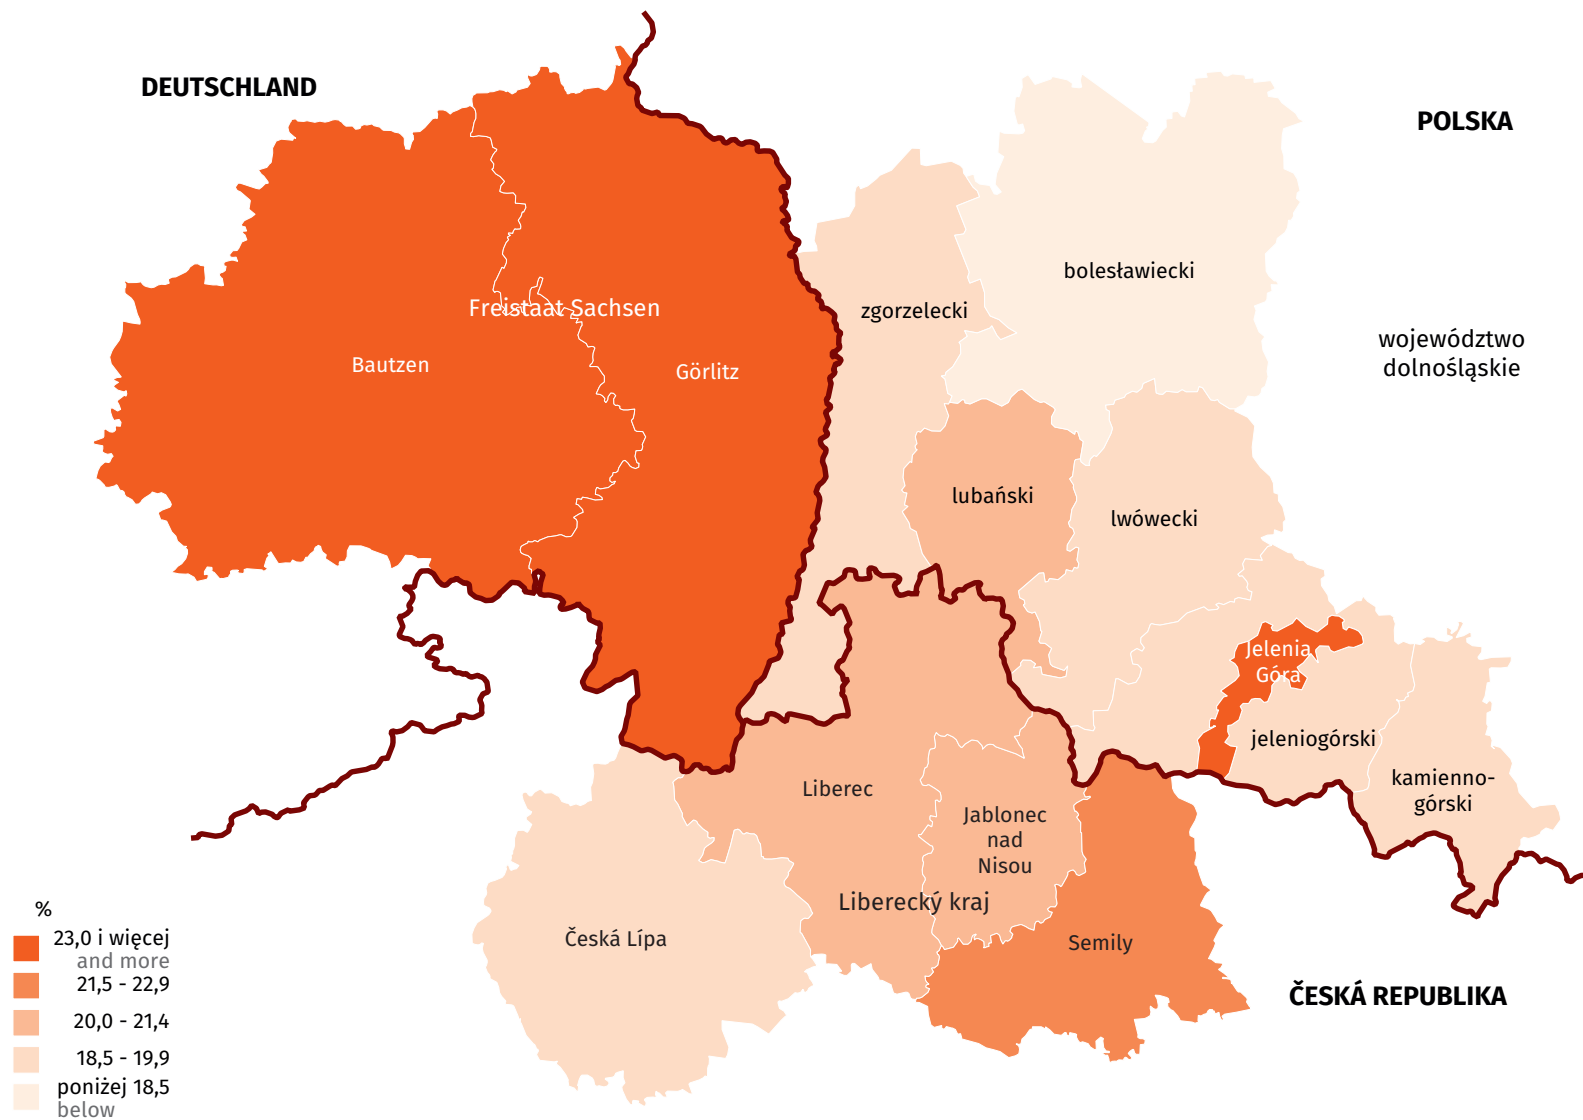 DEUTSCHLAND
POLSKA
bolesławiecki
zgorzelecki
Freistaat Sachsen
województwo
dolnośląskie
Bautzen
Görlitz
lubański
lwówecki
Jelenia
Góra
jeleniogórski
kamienno-
górski
Liberec
Jablonec
nad
Nisou
Liberecký kraj
Česká Lípa
Semily
ČESKÁ REPUBLIKA
%
23,0 i więcej
and more
21,5 - 22,9
20,0 - 21,4
18,5 - 19,9
poniżej 18,5
below